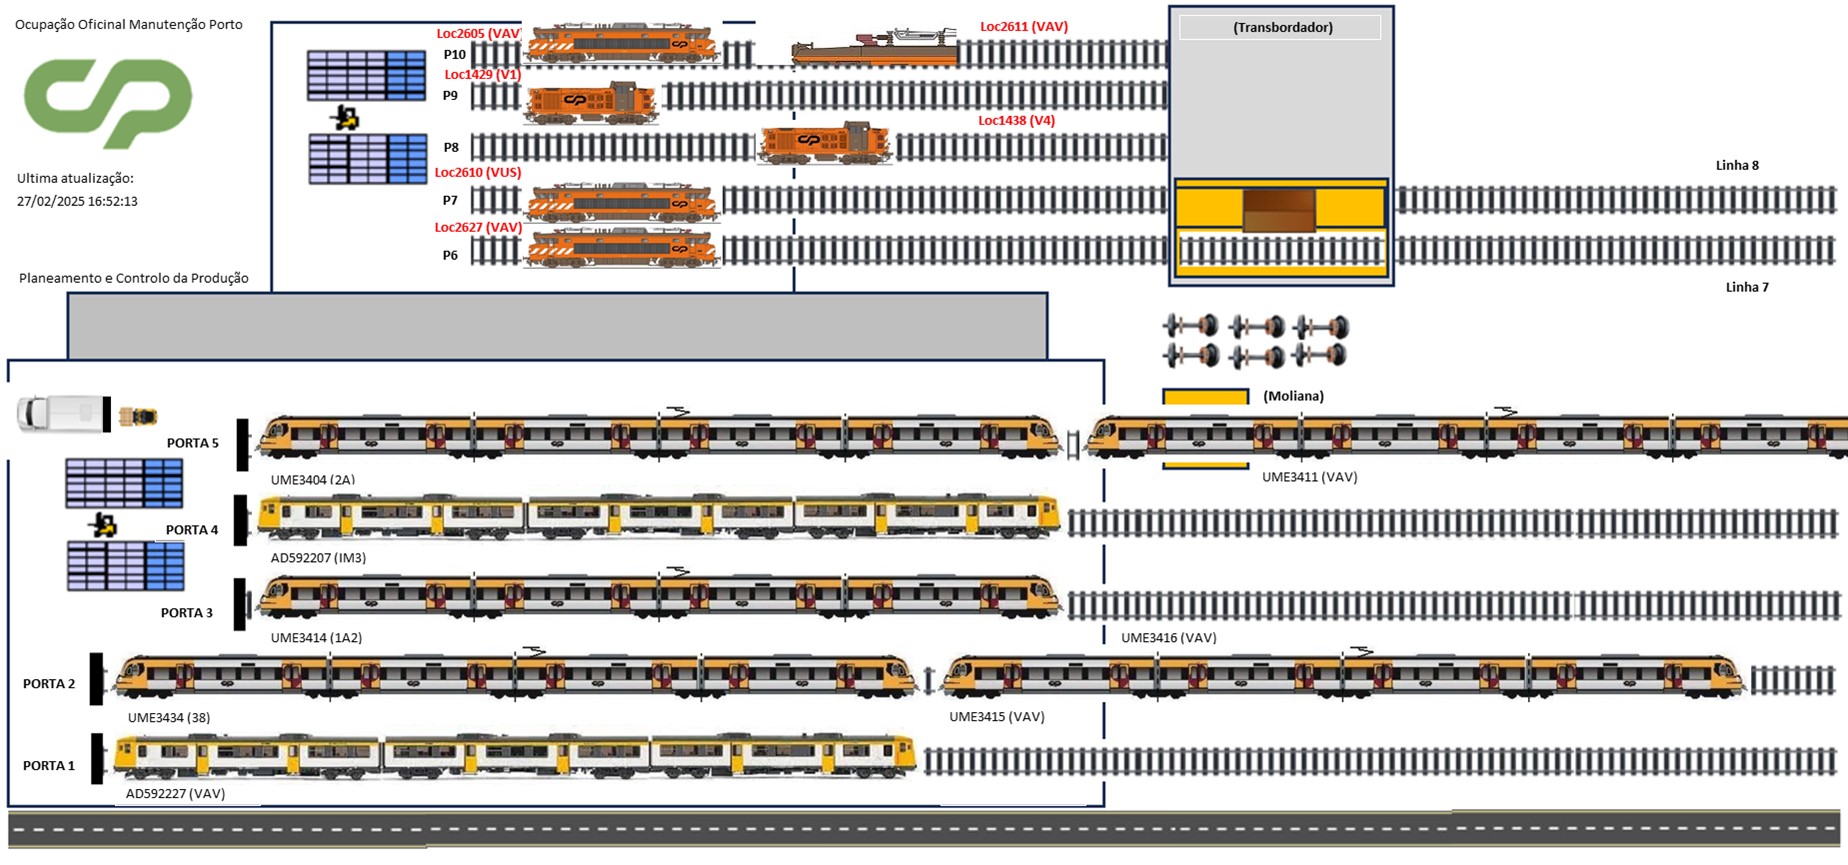 Ocupação Oficinal Manutenção Porto
Loc2605 (VAV)
Loc2611 (VAV)
(Transbordador)
P10
Loc1429 (V1)
P9
Loc1438 (V4)
P8
Linha 8
Ultima atualização:
Loc2610 (VUS)
27/02/2025 16:52:13
P7
Loc2627 (VAV)
P6
Planeamento e Controlo da Produção
Linha 7
(Moliana)
PORTA 5
UME3404 (2A)
UME3411 (VAV)
PORTA 4
AD592207 (IM3)
PORTA 3
UME3414 (1A2)
UME3416 (VAV)
PORTA 2
UME3434 (38)
UME3415 (VAV)
PORTA 1
AD592227 (VAV)